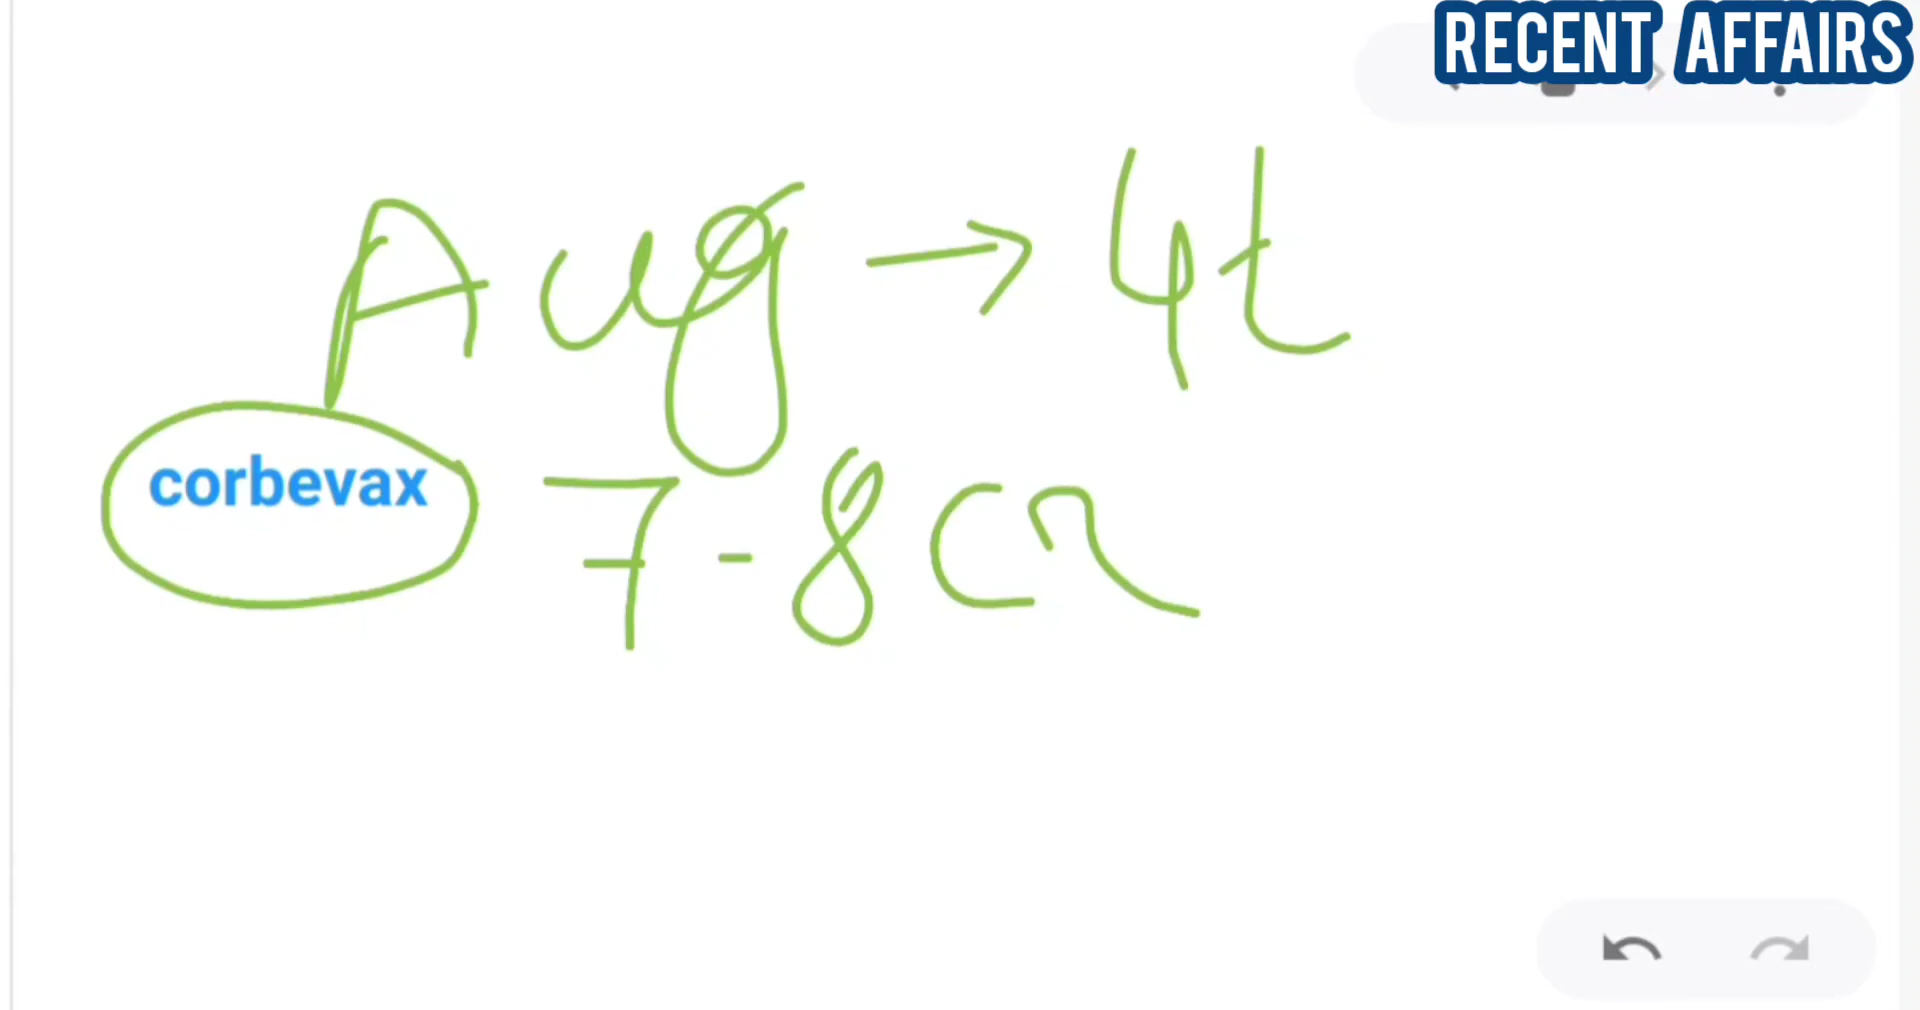 RECENT AFFAIRS
Aug → 4t
corbevax 7-8 Cr